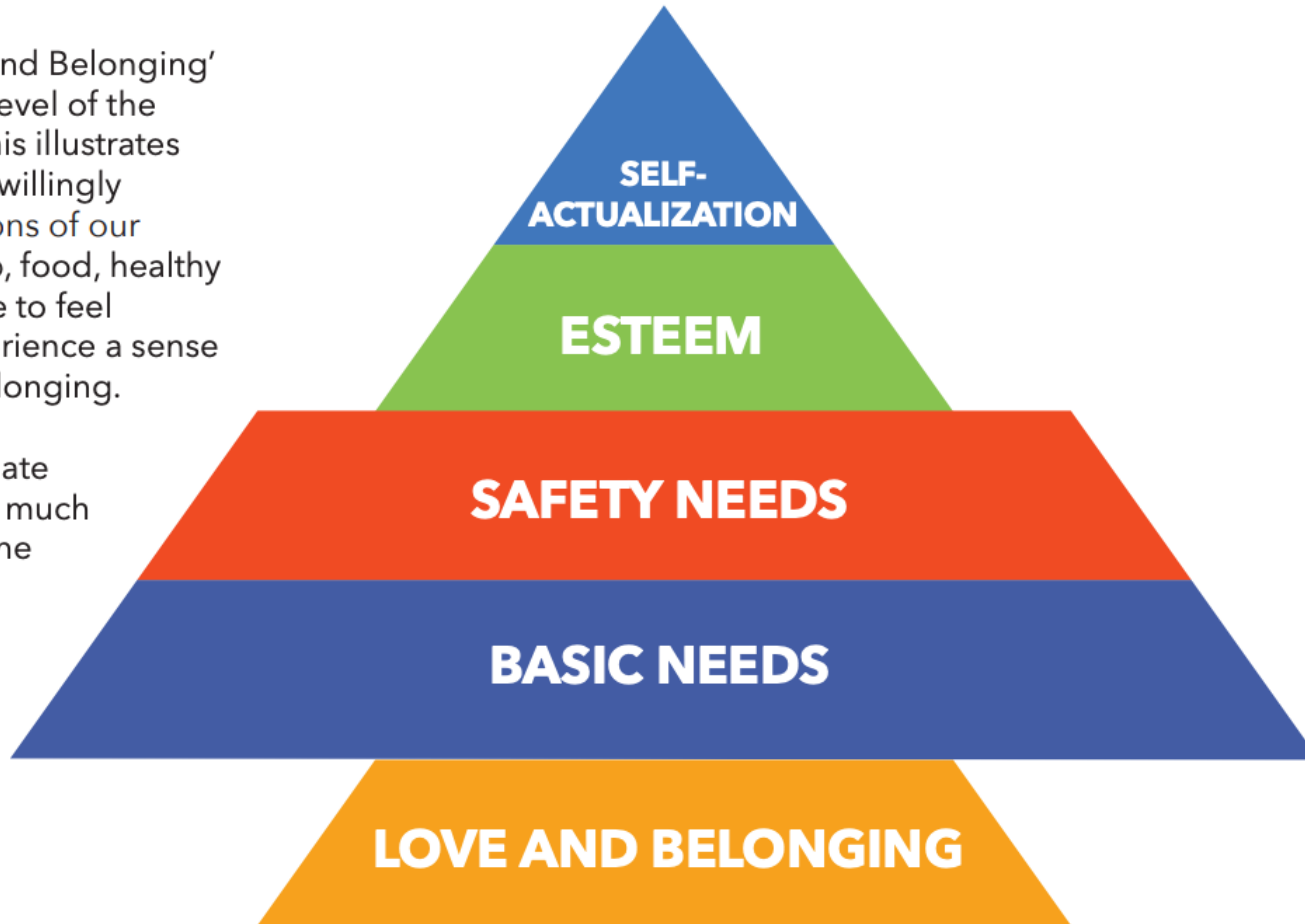 nd Belonging’
evel of the
is illustrates
willingly
ons of our
, food, healthy
e to feel
rience a sense
longing.
ate
much
ne
SELF-
ACTUALIZATION
ESTEEM
SAFETY NEEDS
BASIC NEEDS
LOVE AND BELONGING